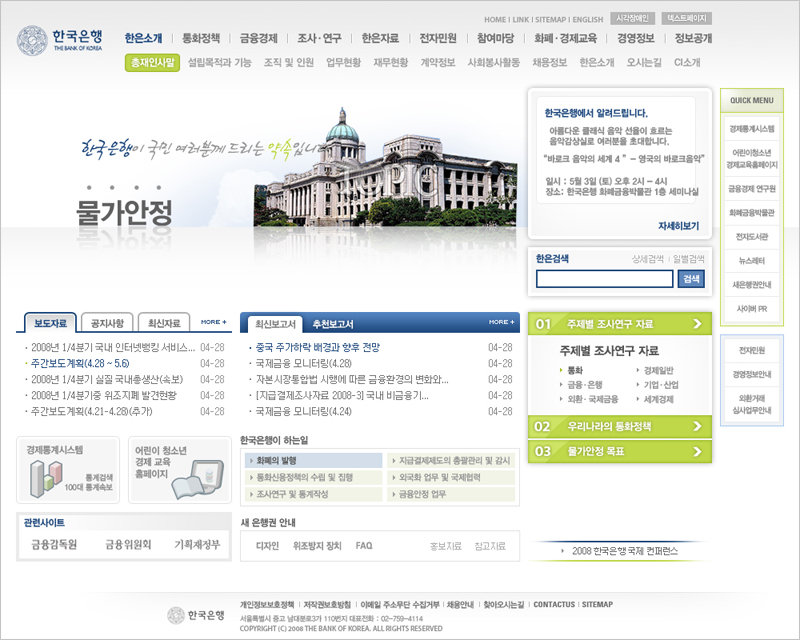 HOME | LINK | SITEMAP | ENGLISH 시각장애인 텍스트페이지
한국은행
THE BANK OF KOREA
한은소개 통화정책 금융경제 조사·연구 한은자료 전자민원 참여마당 화폐·경제교육 경영정보 정보공개
총재인사말 설립목적과 기능 조직 및 인원 업무현황 재무현황 계약정보 사회봉사활동 채용정보 한은소개 오시는길 CI소개
한국은행이 국민 여러분께 드리는 약속입니다
물가안정
한국은행에서 알려드립니다.
아름다운 클래식 음악 선율이 흐르는
음악감상실로 여러분을 초대합니다.
"바로크 음악의 세계 4 " - 영국의 바로크음악"
일시 : 5월 3일 (토) 오후 2시 ~ 4시
장소: 한국은행 화폐금융박물관 1층 세미나실
자세히보기
한은검색 상세검색 | 일별검색
검색
QUICK MENU
경제통계시스템
어린이청소년
경제교육홈페이지
금융경제 연구원
화폐금융박물관
전자도서관
뉴스레터
새은행권안내
사이버 PR
전자민원
경영정보안내
외환거래
심사업무안내
보도자료 공지사항 최신자료 MORE +
· 2008년 1/4분기 국내 인터넷뱅킹 서비스... 04-28
· 주간보도계획(4.28 ~ 5.6) 04-28
· 2008년 1/4분기 실질 국내총생산(속보) 04-28
· 2008년 1/4분기중 위조지폐 발견현황 04-28
· 주간보도계획(4.21-4.28)(추가) 04-28
최신보고서 추천보고서 MORE +
· 중국 주가하락 배경과 향후 전망 04-28
· 국제금융 모니터링(4.28) 04-28
· 자본시장통합법 시행에 따른 금융환경의 변화와... 04-28
· [지급결제조사자료 2008-3] 국내 비금융기... 04-28
· 국제금융 모니터링(4.24) 04-28
01 주제별 조사연구 자료
주제별 조사연구 자료
통화 경제일반
금융·은행 기업·산업
외환·국제금융 세계경제
02 우리나라의 통화정책
03 물가안정 목표
경제통계시스템
통계검색
100대 통계속보
어린이 청소년
경제 교육
홈페이지
한국은행이 하는일
화폐의 발행 지급결제제도의 총괄관리 및 감시
통화신용정책의 수립 및 집행 외국환 업무 및 국제협력
조사연구 및 통계작성 금융안정 업무
관련사이트
금융감독원 금융위원회 기획재정부
새 은행권 안내
디자인 위조방지 장치 FAQ 홍보자료 참고자료
2008 한국은행 국제 컨퍼런스
한국은행
개인정보보호정책 | 저작권보호방침 | 이메일 주소무단 수집거부 | 채용안내 | 찾아오시는길 | CONTACTUS | SITEMAP
서울특별시 중고 남대문로3가 110번지 대표전화 : 02-759-4114
COPYRIGHT (C) 2008 THE BANK OF KOREA. ALL RIGHTS RESERVED